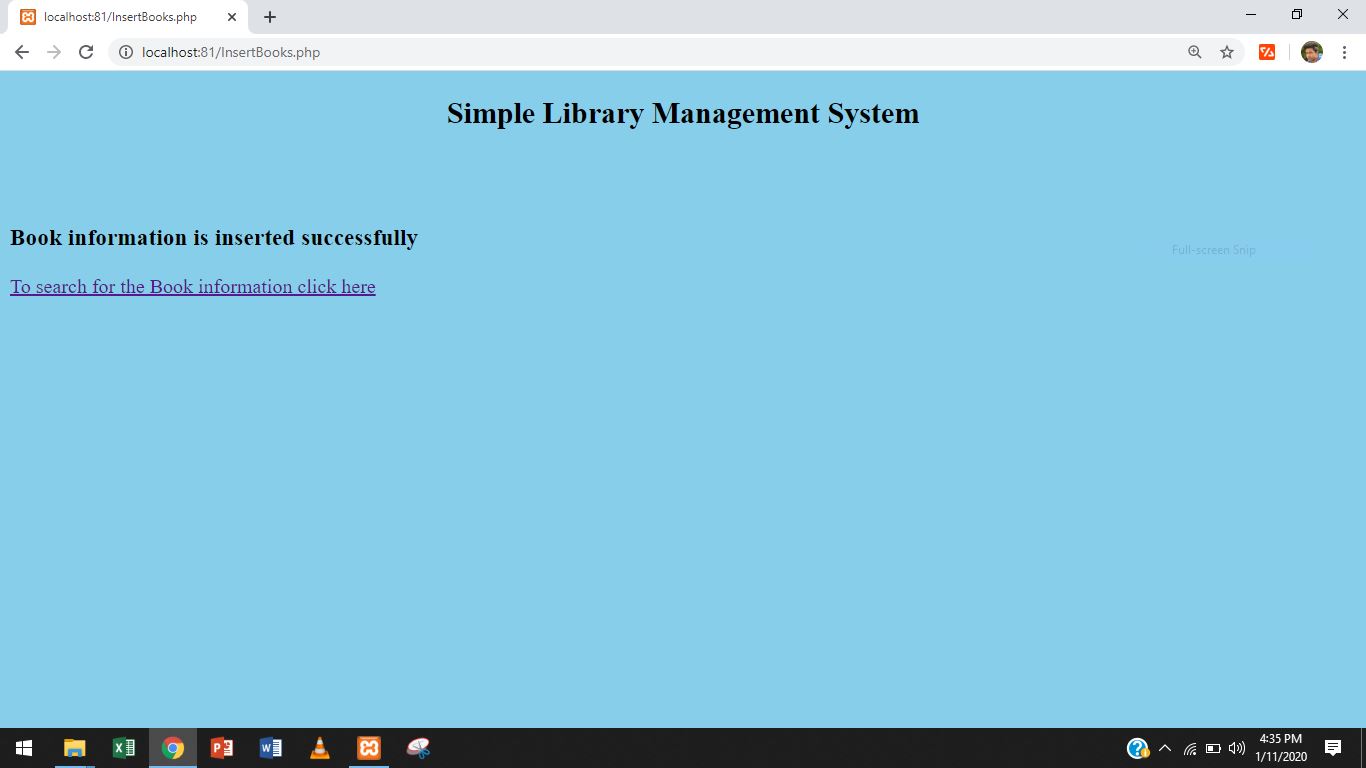 localhost:81/InsertBooks.php
localhost:81/InsertBooks.php
Simple Library Management System
Book information is inserted successfully
Full-screen Snip
To search for the Book information click here
4:35 PM
1/11/2020